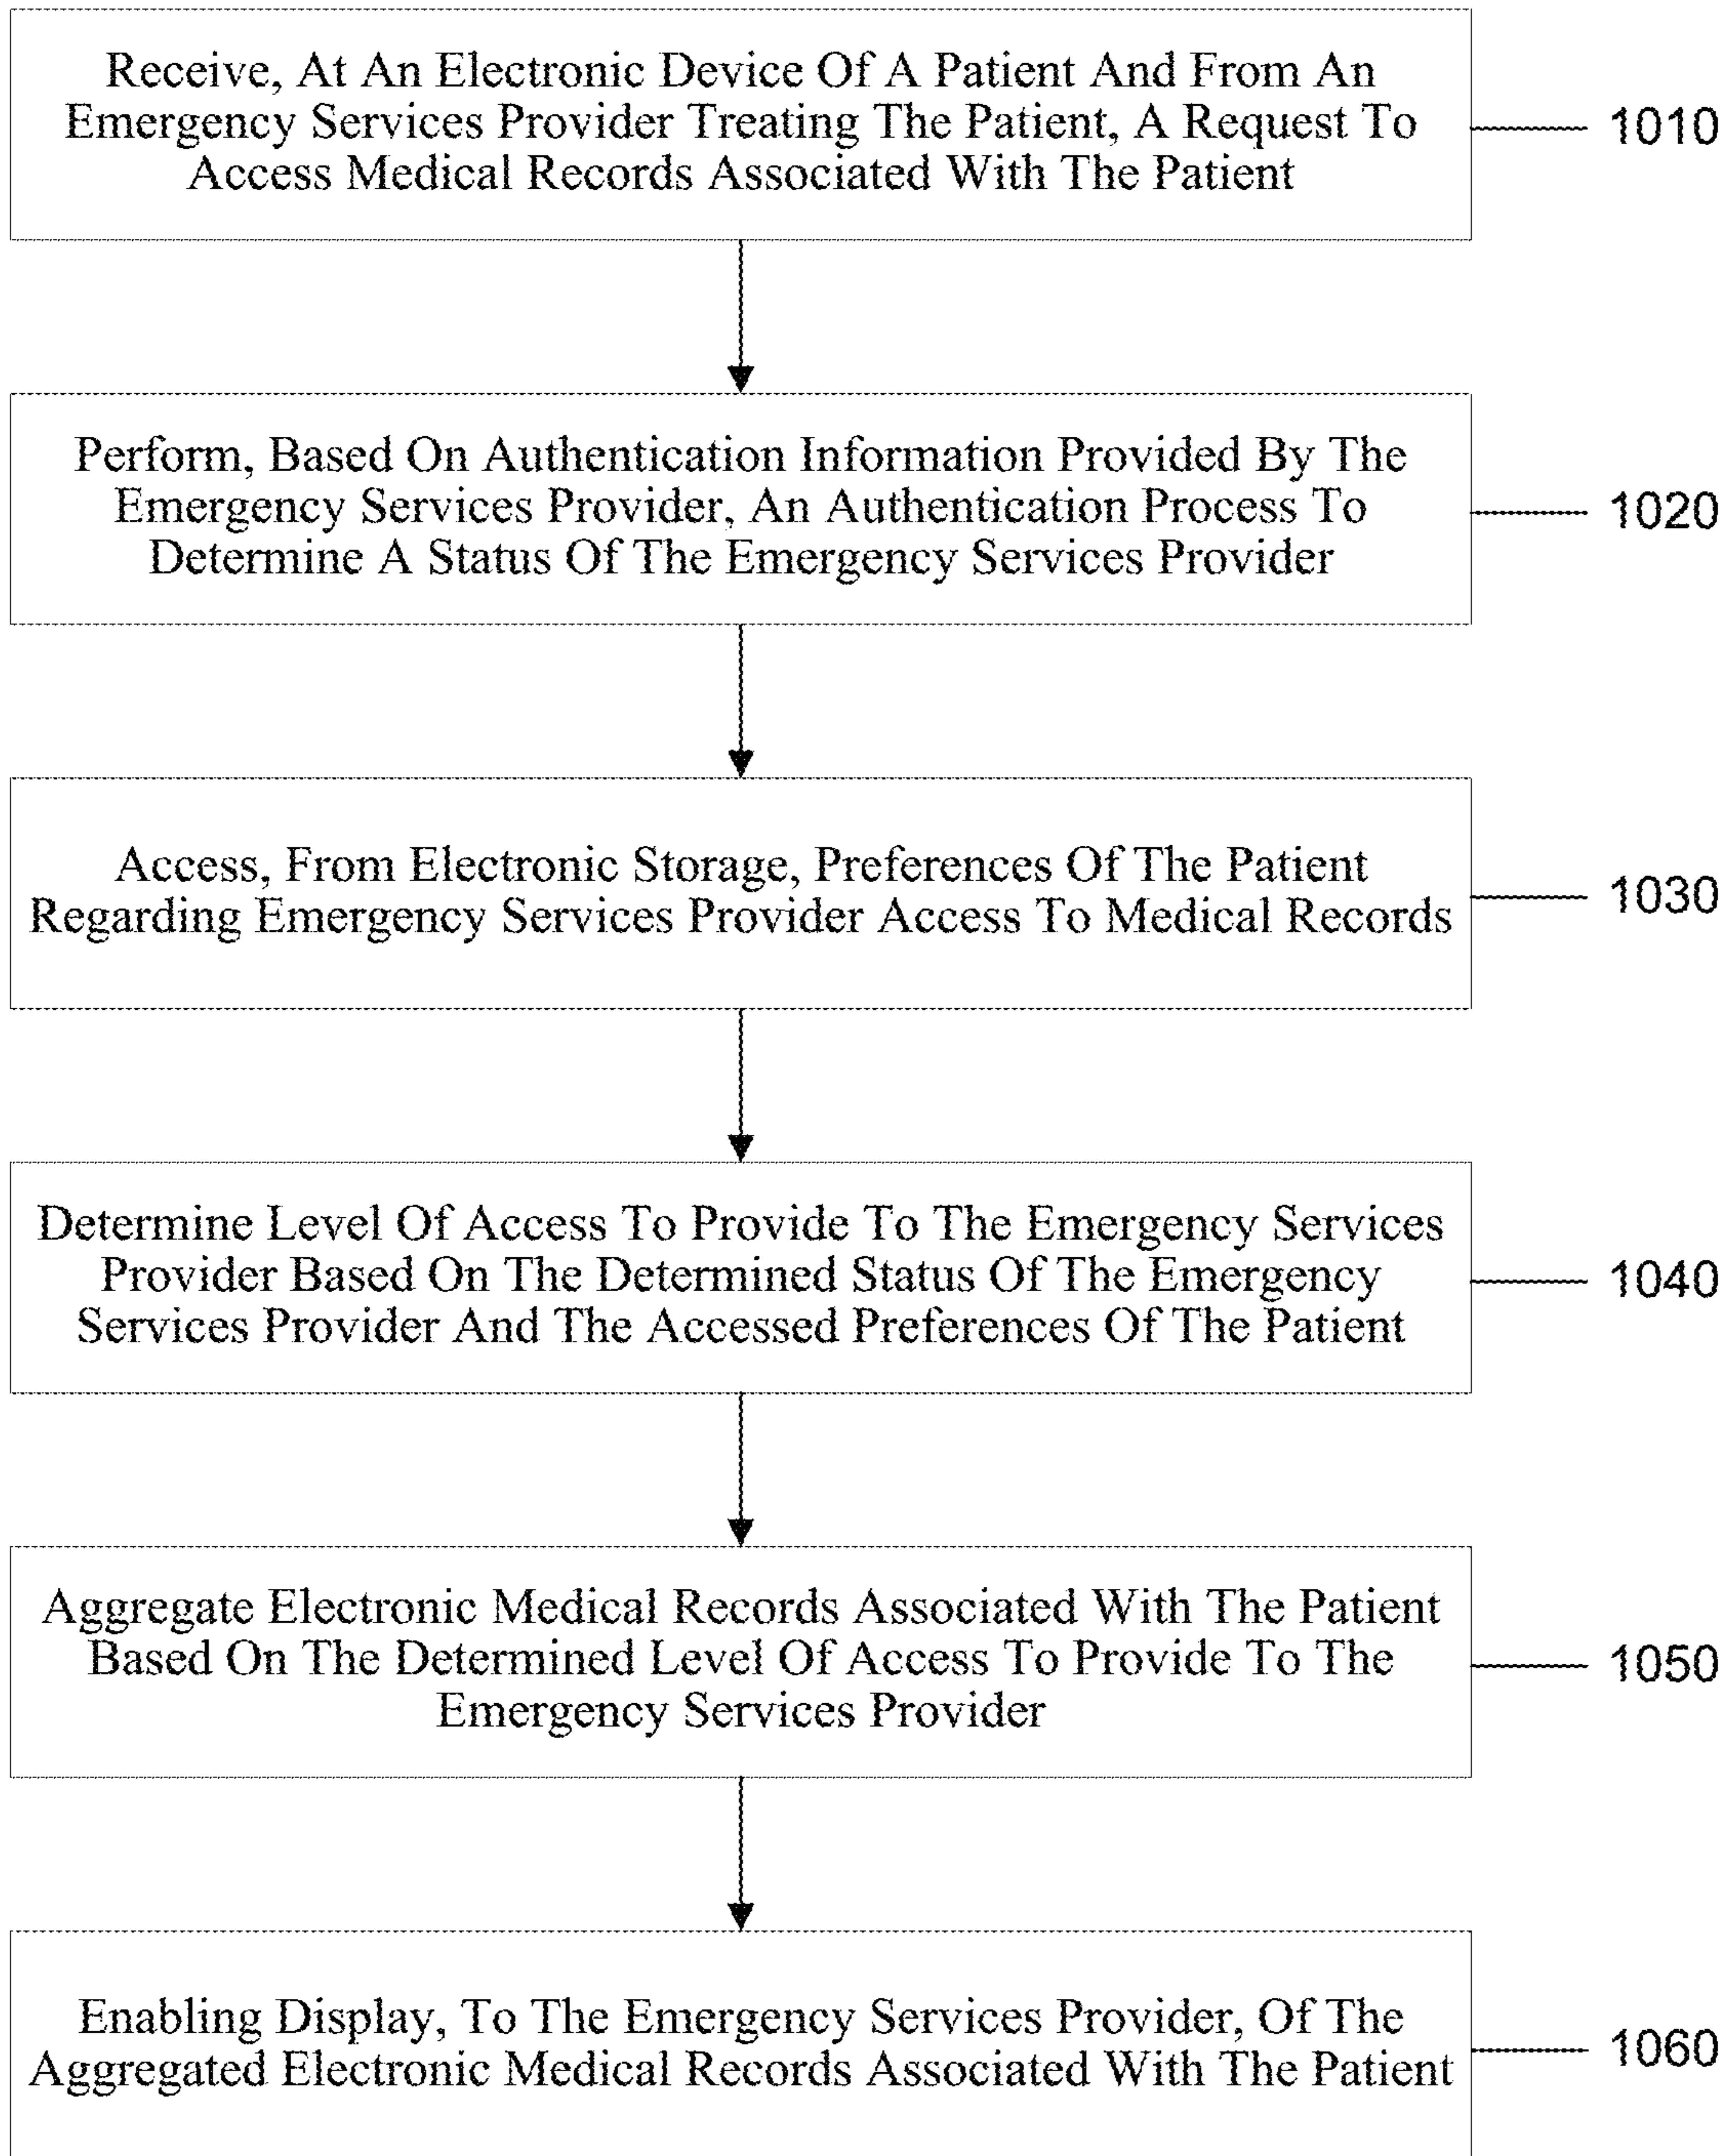 Receive, At An Electronic Device Of A Patient And From An
Emergency Services Provider Treating The Patient, A Request To
Access Medical Records Associated With The Patient
1010
Perform, Based On Authentication Information Provided By The
Emergency Services Provider, An Authentication Process To
Determine A Status Of The Emergency Services Provider
1020
Access, From Electronic Storage, Preferences Of The Patient
Regarding Emergency Services Provider Access To Medical Records
1030
Determine Level Of Access To Provide To The Emergency Services
Provider Based On The Determined Status Of The Emergency
Services Provider And The Accessed Preferences Of The Patient
1040
Aggregate Electronic Medical Records Associated With The Patient
Based On The Determined Level Of Access To Provide To The
Emergency Services Provider
1050
Enabling Display, To The Emergency Services Provider, Of The
Aggregated Electronic Medical Records Associated With The Patient
1060